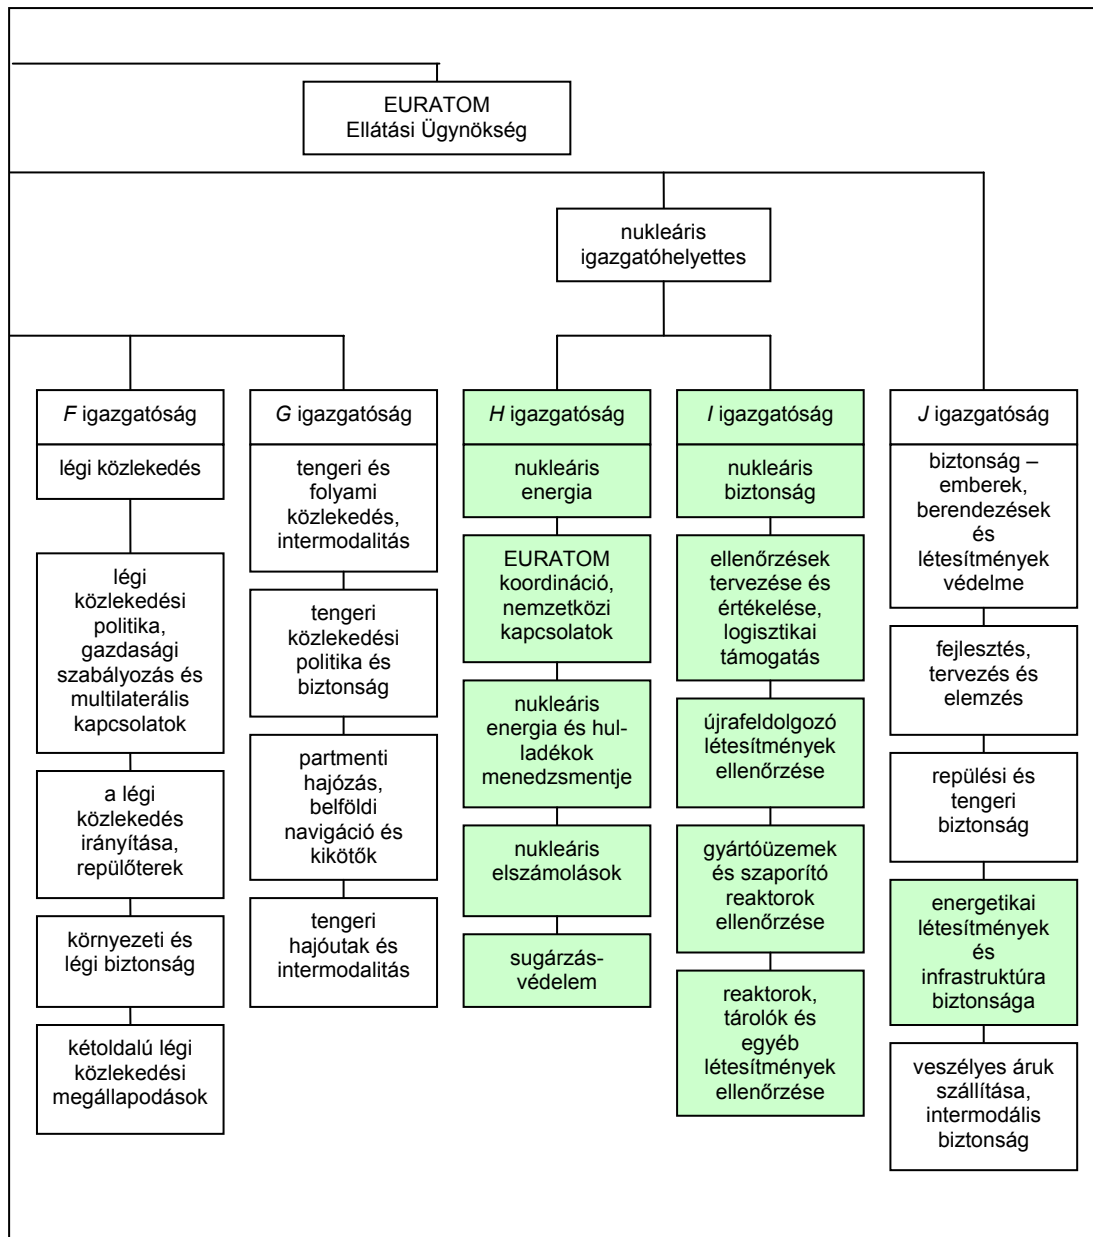 EURATOM
Ellátási Ügynökség
nukleáris
igazgatóhelyettes
F igazgatóság
légi közlekedés
légi
közlekedési
politika,
gazdasági
szabályozás és
multilaterális
kapcsolatok
a légi
közlekedés
irányítása,
repülőterek
környezeti és
légi biztonság
kétoldalú légi
közlekedési
megállapodások
G igazgatóság
tengeri és
folyami
közlekedés,
intermodalitás
tengeri
közlekedési
politika és
biztonság
partmenti
hajózás,
belföldi
navigáció és
kikötők
tengeri
hajóutak és
intermodalitás
H igazgatóság
nukleáris
energia
EURATOM
koordináció,
nemzetközi
kapcsolatok
nukleáris
energia és hul-
ladékok
menedzsmentje
nukleáris
elszámolások
sugárzás-
védelem
I igazgatóság
nukleáris
biztonság
ellenőrzések
tervezése és
értékelése,
logisztikai
támogatás
újrafeldolgozó
létesítmények
ellenőrzése
gyártóüzemek
és szaporító
reaktorok
ellenőrzése
reaktorok,
tárolók és
egyéb
létesítmények
ellenőrzése
J igazgatóság
biztonság –
emberek,
berendezések
és
létesítmények
védelme
fejlesztés,
tervezés és
elemzés
repülési és
tengeri
biztonság
energetikai
létesítmények
és
infrastruktúra
biztonsága
veszélyes áruk
szállítása,
intermodális
biztonság